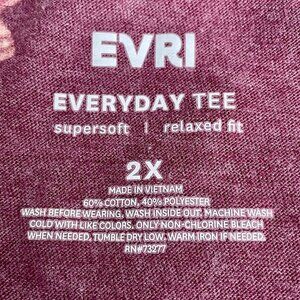 EVRI
EVERYDAY TEE
supersoft | relaxed fit
2X
MADE IN VIETNAM
60% COTTON, 40% POLYESTER
WASH BEFORE WEARING. WASH INSIDE OUT. MACHINE WASH
COLD WITH LIKE COLORS. ONLY NON-CHLORINE BLEACH
WHEN NEEDED. TUMBLE DRY LOW. WARM IRON IF NEEDED.
RN#73277